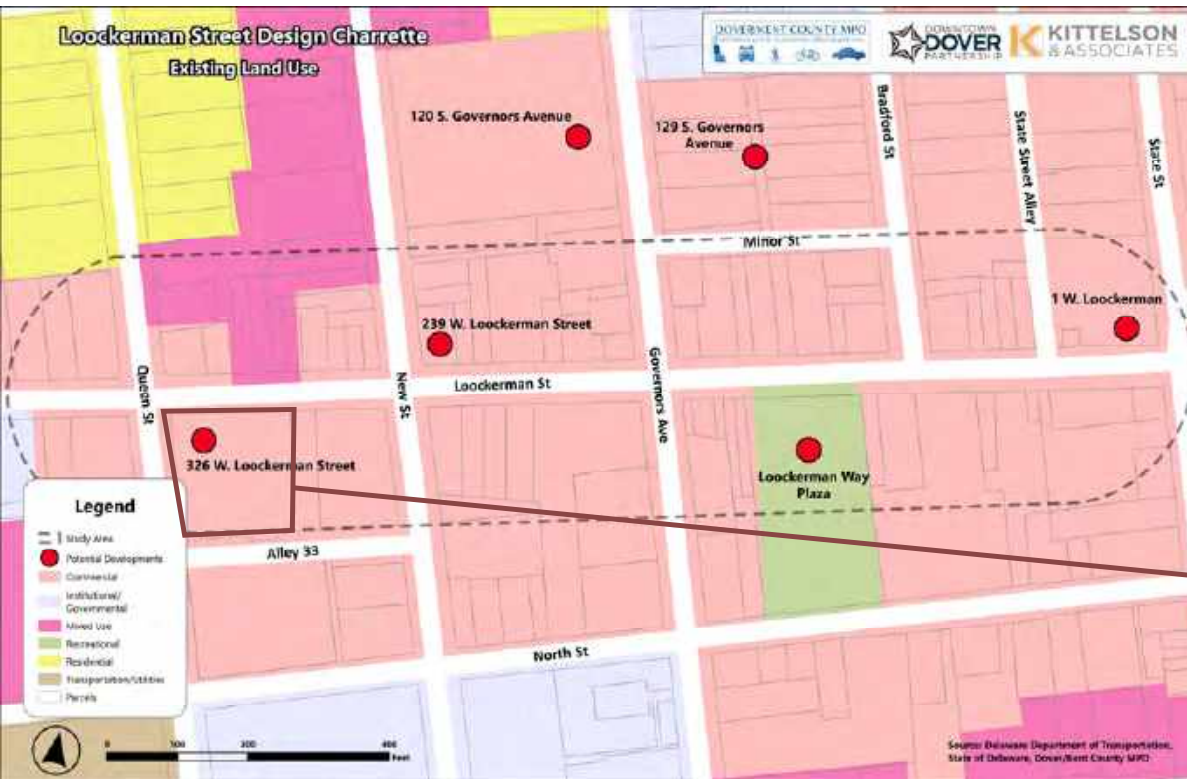 Loockerman Street Design Charrette
Existing Land Use
DOVER/KENT COUNTY MPO
DOWNTOWN
DOVER
PARTNERSHIP
KITTELSON
& ASSOCIATES
120 S. Governors Avenue
129 S. Governors
Avenue
Bradford St
State Street Alley
State St
Minor St
1 W. Loockerman
239 W. Loockerman Street
Queen St
New St
Loockerman St
Governors Ave
326 W. Loockerman Street
Loockerman Way
Plaza
Alley 33
North St
Legend
Study Area
Potential Developments
Commercial
Institutional/
Governmental
Mixed Use
Recreational
Residential
Transportation/Utilities
Parcels
0 100 200 400
Feet
Source: Delaware Department of Transportation,
State of Delaware, Dover/Kent County MPO